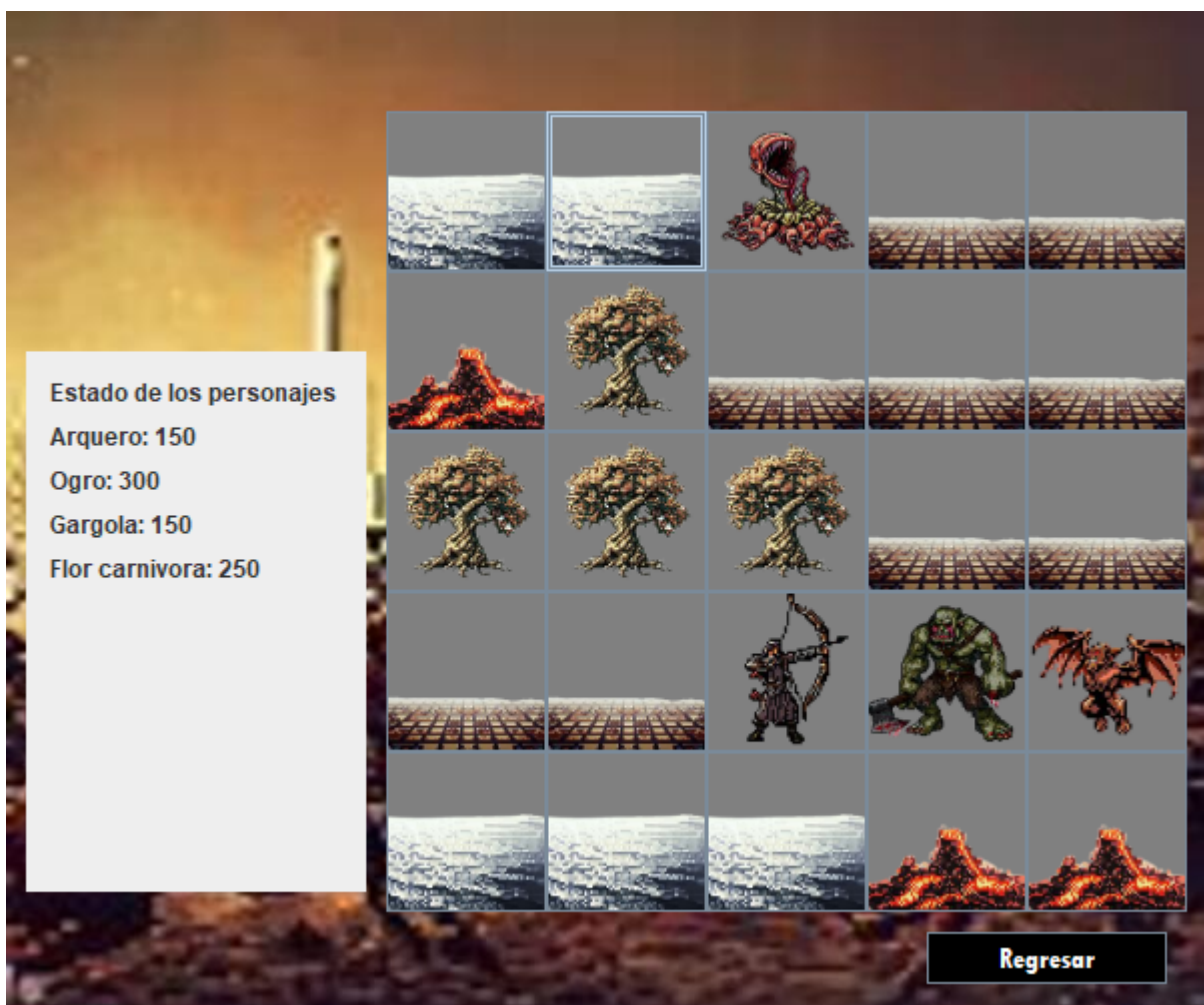 Estado de los personajes
Arquero: 150
Ogro: 300
Gargola: 150
Flor carnivora: 250
Regresar